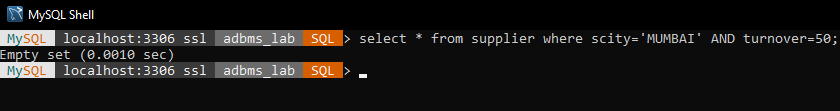 MySQL Shell
MySQL localhost:3306 ssl adbms_lab SQL > select * from supplier where scity='MUMBAI' AND turnover=50;
Empty set (0.0010 sec)
MySQL localhost:3306 ssl adbms_lab SQL >